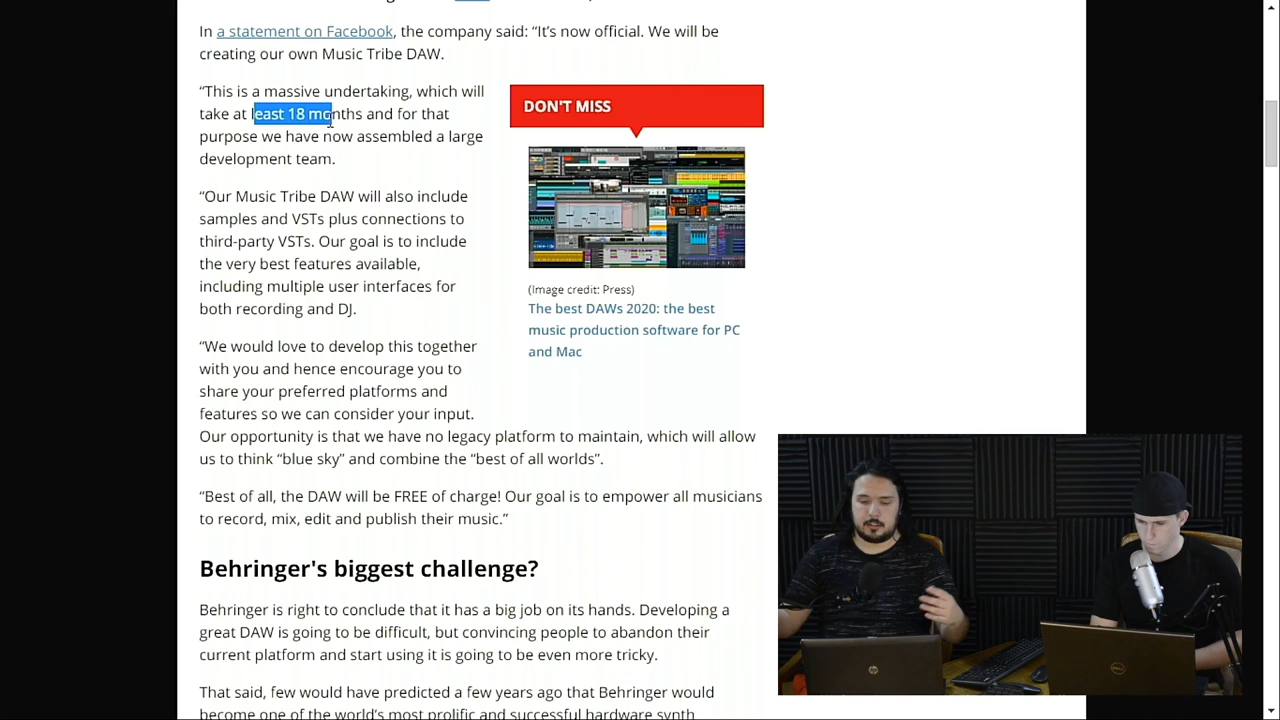 In a statement on Facebook, the company said: “It’s now official. We will be
creating our own Music Tribe DAW.
“This is a massive undertaking, which will
take at least 18 months and for that
purpose we have now assembled a large
development team.
“Our Music Tribe DAW will also include
samples and VSTs plus connections to
third-party VSTs. Our goal is to include
the very best features available,
including multiple user interfaces for
both recording and DJ.
“We would love to develop this together
with you and hence encourage you to
share your preferred platforms and
features so we can consider your input.
Our opportunity is that we have no legacy platform to maintain, which will allow
us to think “blue sky” and combine the “best of all worlds”.
“Best of all, the DAW will be FREE of charge! Our goal is to empower all musicians
to record, mix, edit and publish their music.”
DON'T MISS
(Image credit: Press)
The best DAWs 2020: the best
music production software for PC
and Mac
Behringer's biggest challenge?
Behringer is right to conclude that it has a big job on its hands. Developing a
great DAW is going to be difficult, but convincing people to abandon their
current platform and start using it is going to be even more tricky.
That said, few would have predicted a few years ago that Behringer would
become one of the world’s most prolific and successful hardware synth